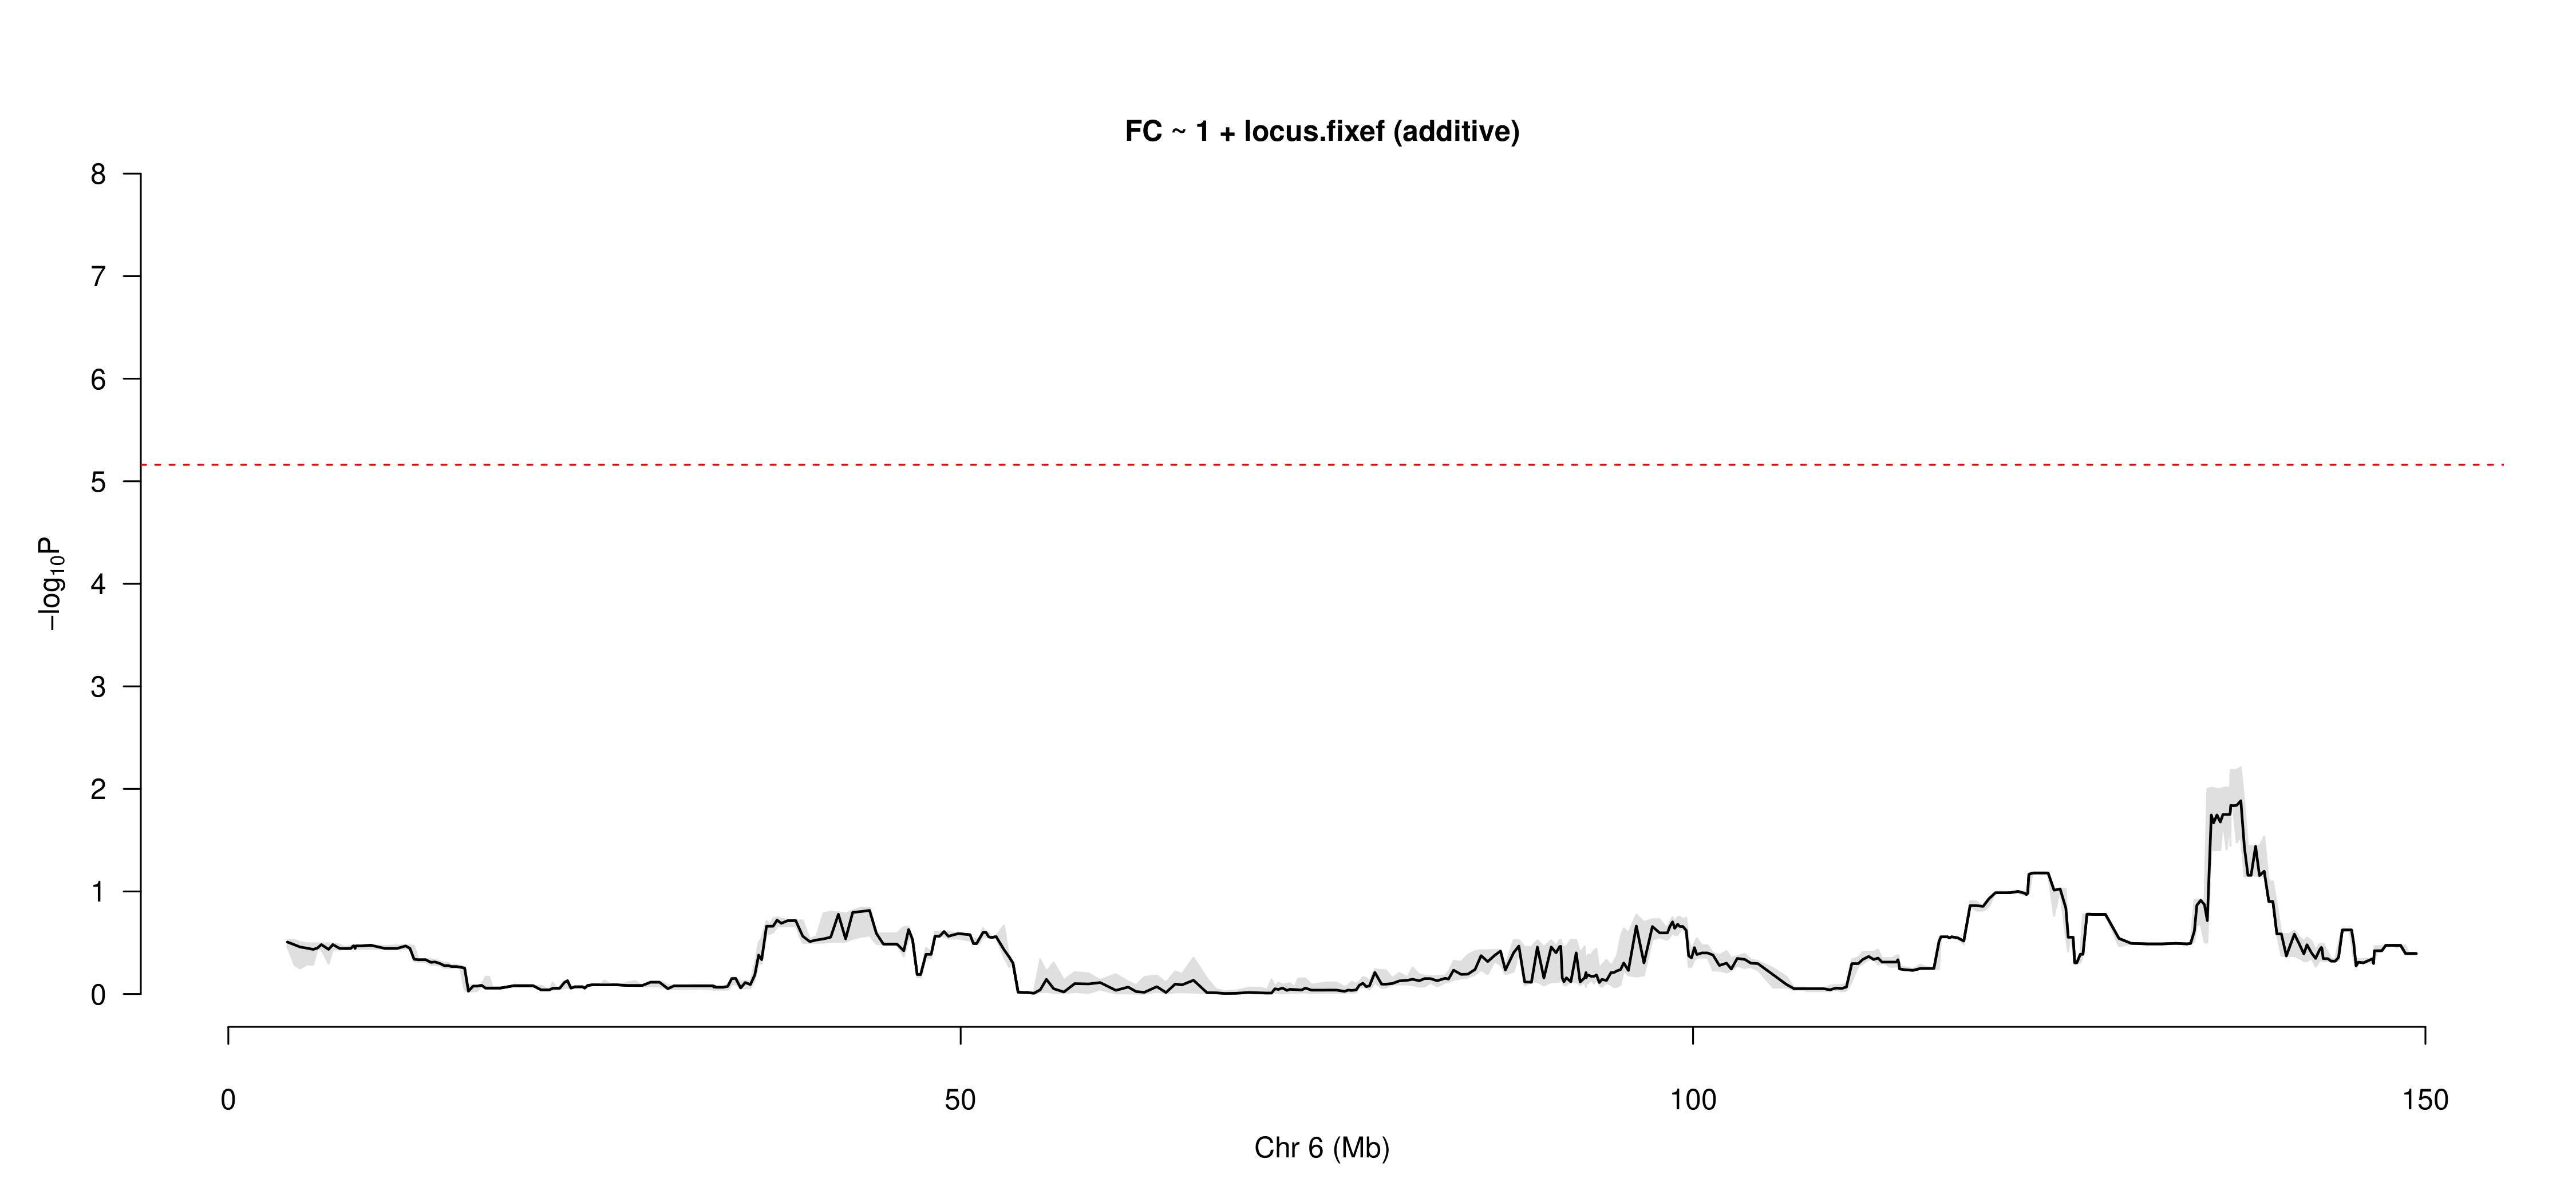 FC ~ 1 + locus.fixef (additive)
8
7
6
5
4
3
2
1
0
−log10P
0 50 100 150
Chr 6 (Mb)